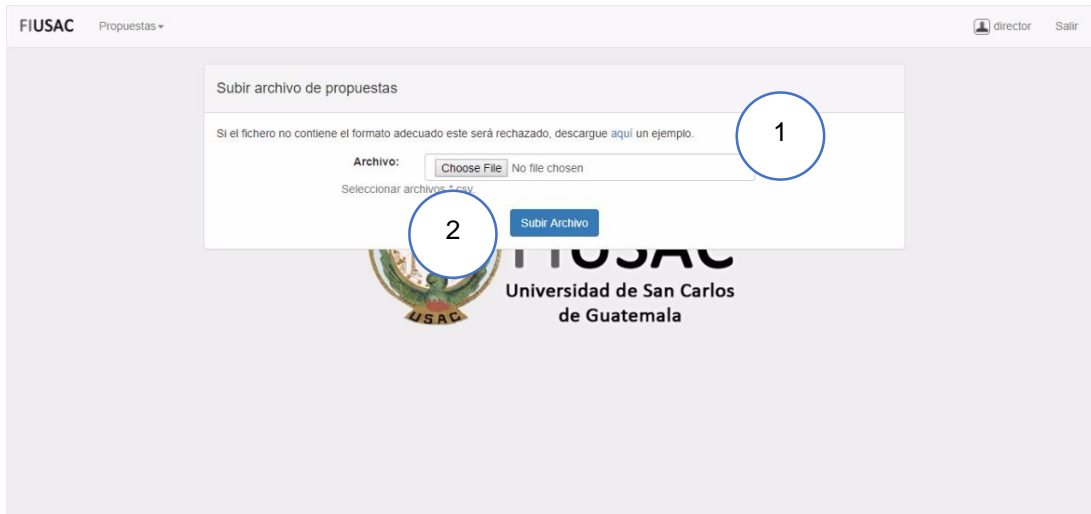 FIUSAC Propuestas director Salir
Subir archivo de propuestas
Si el fichero no contiene el formato adecuado este será rechazado, descargue aquí un ejemplo.
1
Archivo: Choose File No file chosen
Seleccionar archivos *.csv
2
Subir Archivo
FIUSAC
Universidad de San Carlos
de Guatemala
USAC